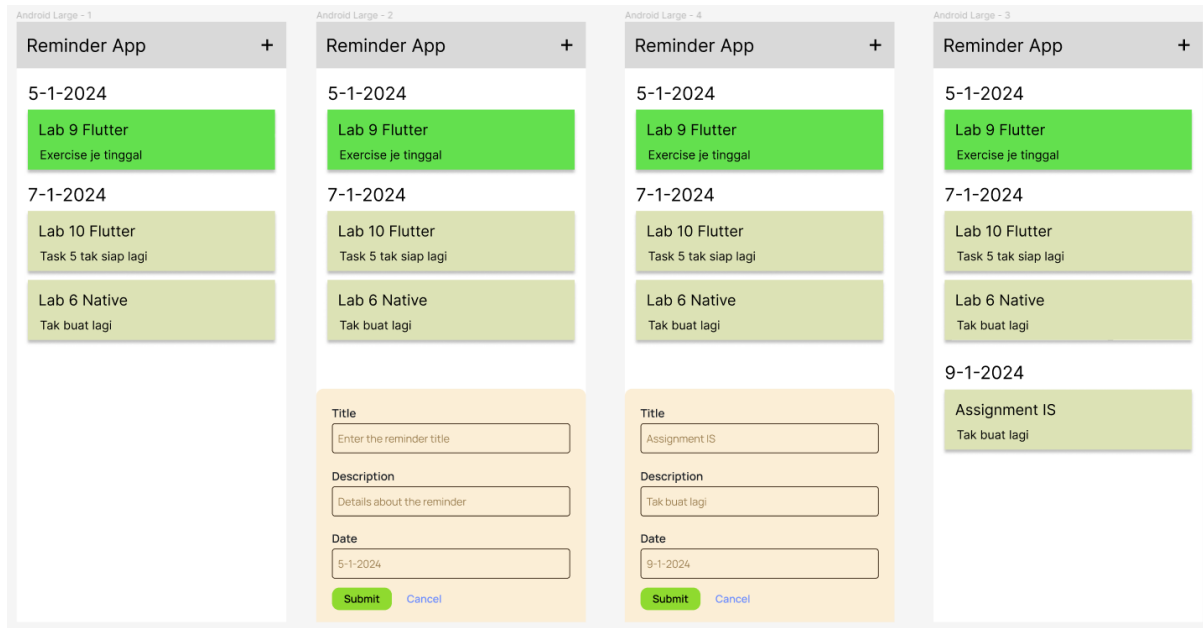 Android Large - 1
Reminder App +
5-1-2024
Lab 9 Flutter
Exercise je tinggal
7-1-2024
Lab 10 Flutter
Task 5 tak siap lagi
Lab 6 Native
Tak buat lagi
Android Large - 2
Reminder App +
5-1-2024
Lab 9 Flutter
Exercise je tinggal
7-1-2024
Lab 10 Flutter
Task 5 tak siap lagi
Lab 6 Native
Tak buat lagi
Title
Enter the reminder title
Description
Details about the reminder
Date
5-1-2024
Submit Cancel
Android Large - 4
Reminder App +
5-1-2024
Lab 9 Flutter
Exercise je tinggal
7-1-2024
Lab 10 Flutter
Task 5 tak siap lagi
Lab 6 Native
Tak buat lagi
Title
Assignment IS
Description
Tak buat lagi
Date
9-1-2024
Submit Cancel
Android Large - 3
Reminder App +
5-1-2024
Lab 9 Flutter
Exercise je tinggal
7-1-2024
Lab 10 Flutter
Task 5 tak siap lagi
Lab 6 Native
Tak buat lagi
9-1-2024
Assignment IS
Tak buat lagi